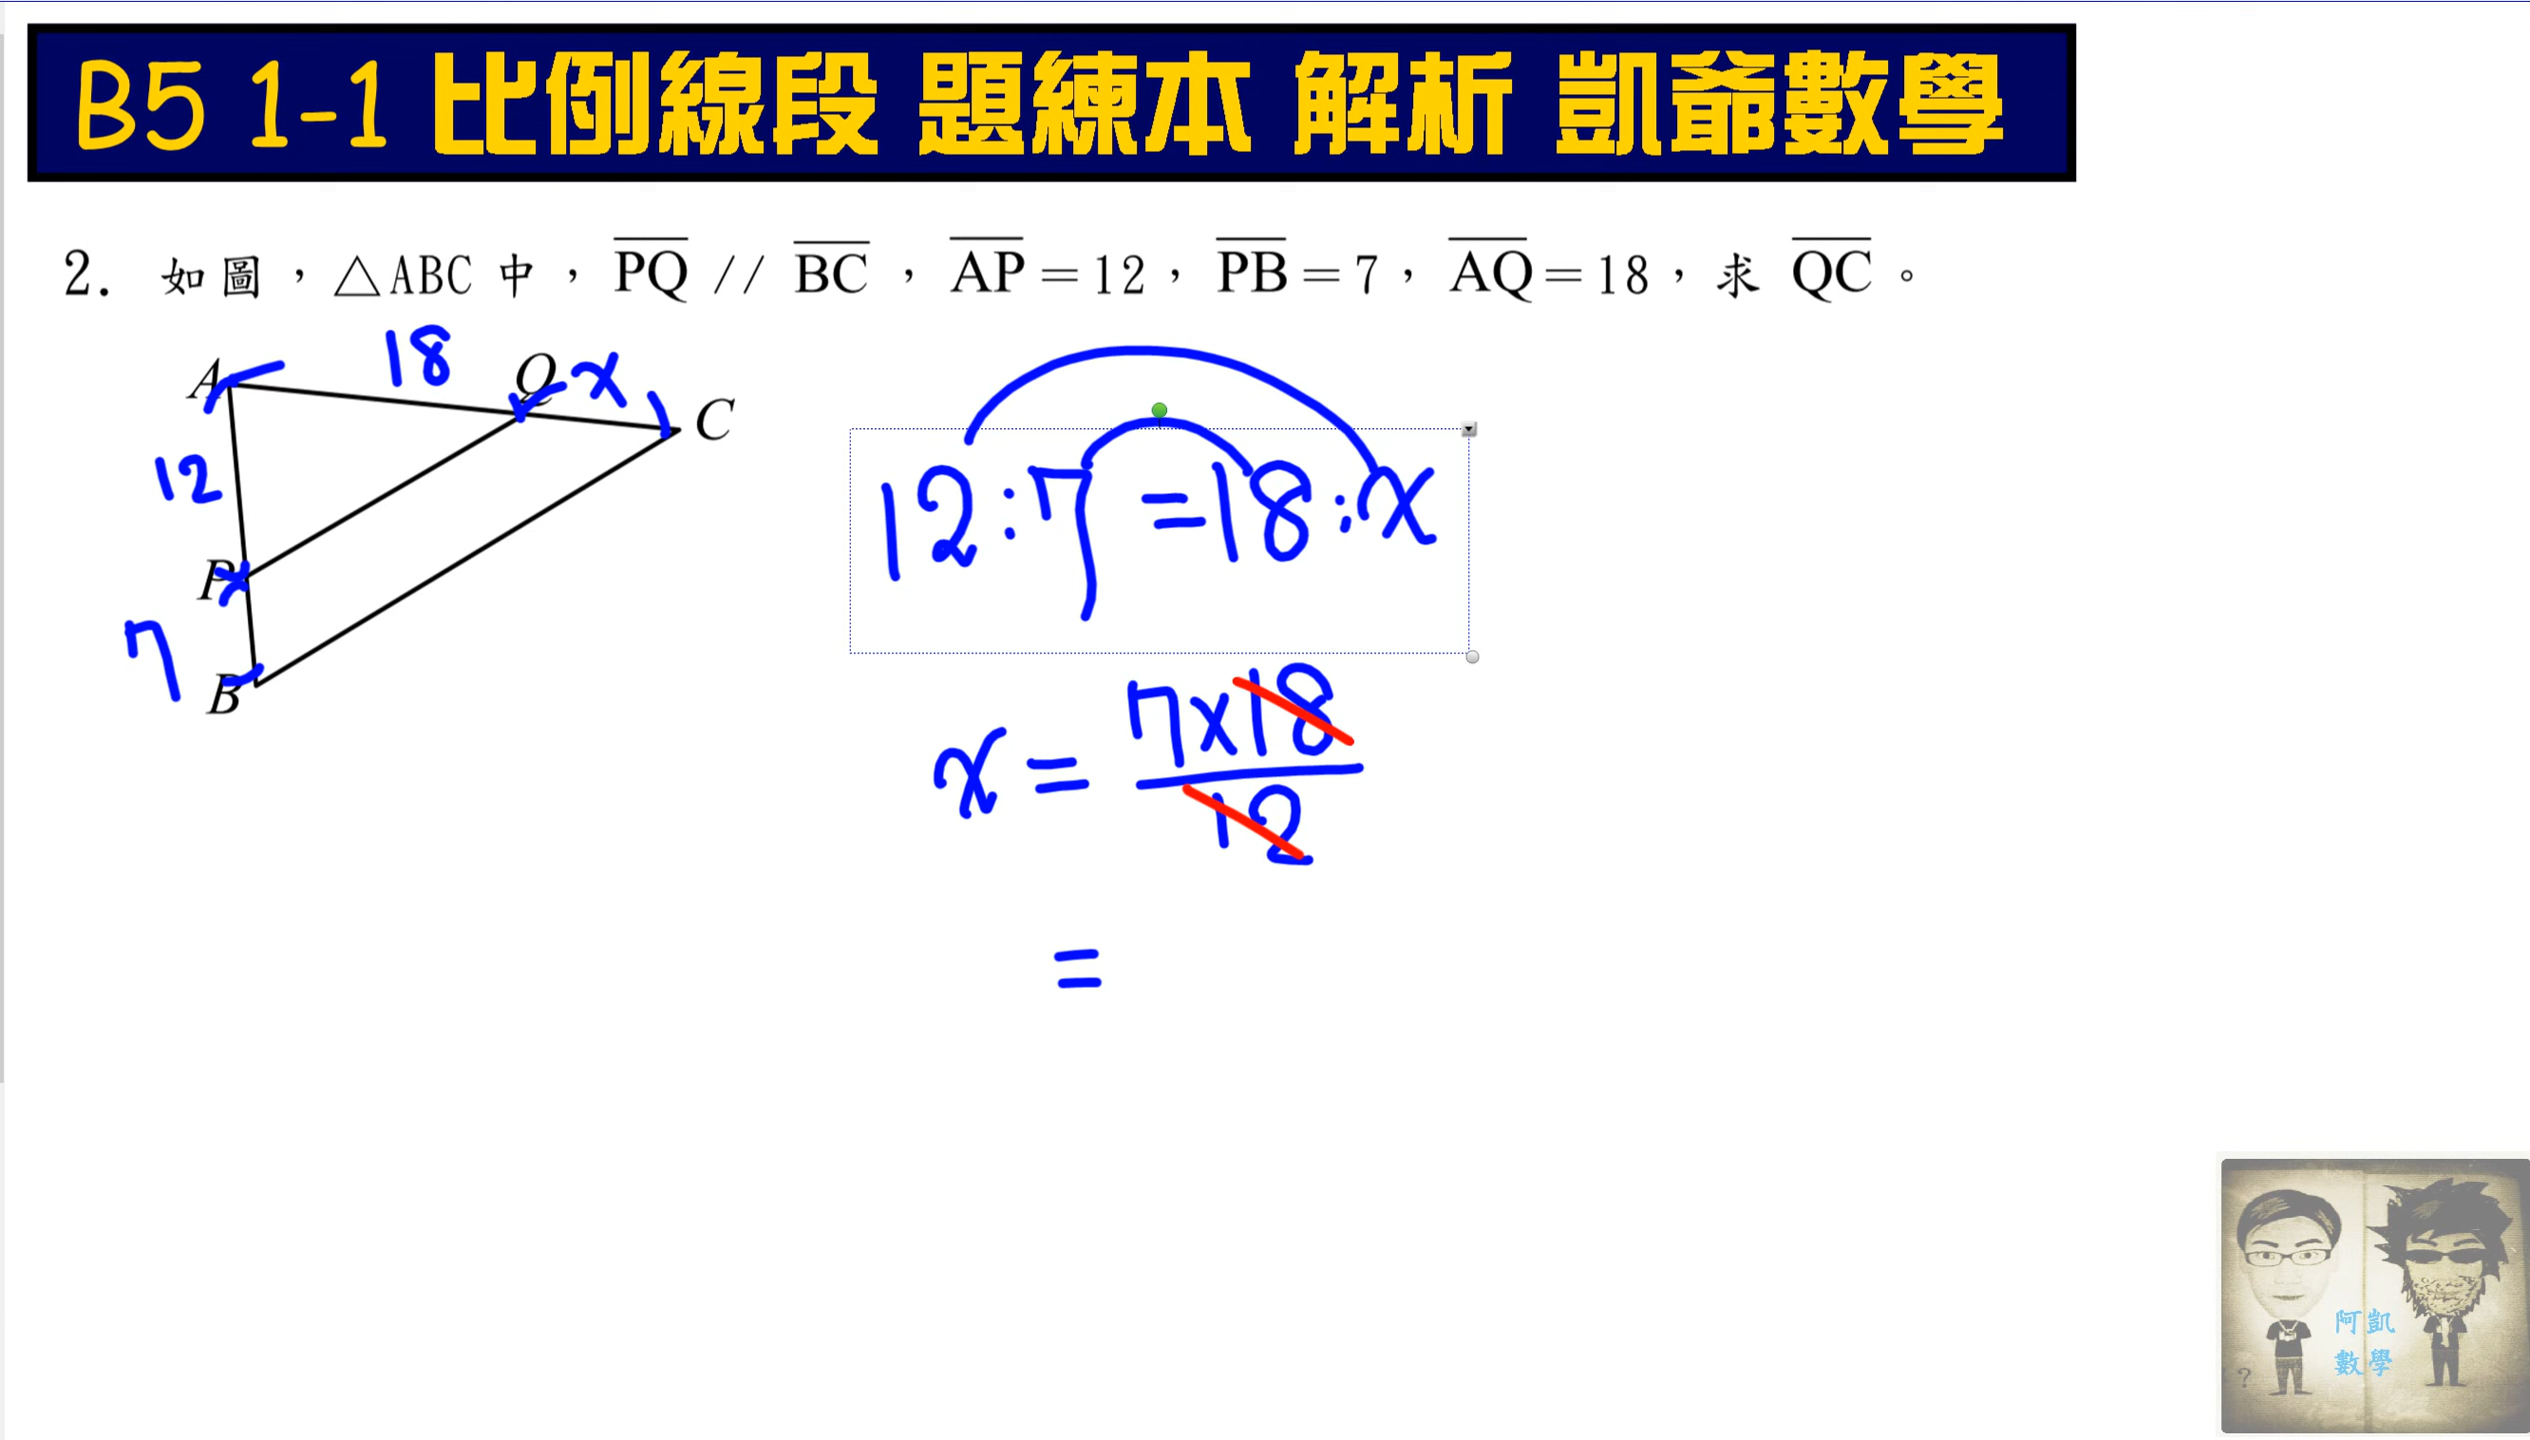 B5 1-1 比例線段 題練本 解析 凱爺數學
2. 如圖，△ABC 中， PQ // BC ， AP＝12， PB＝7， AQ＝18，求 QC 。
A 18 Q x C
12
P
7
B
12:7=18:x
x= 7x18
12
=
阿凱
數學
?